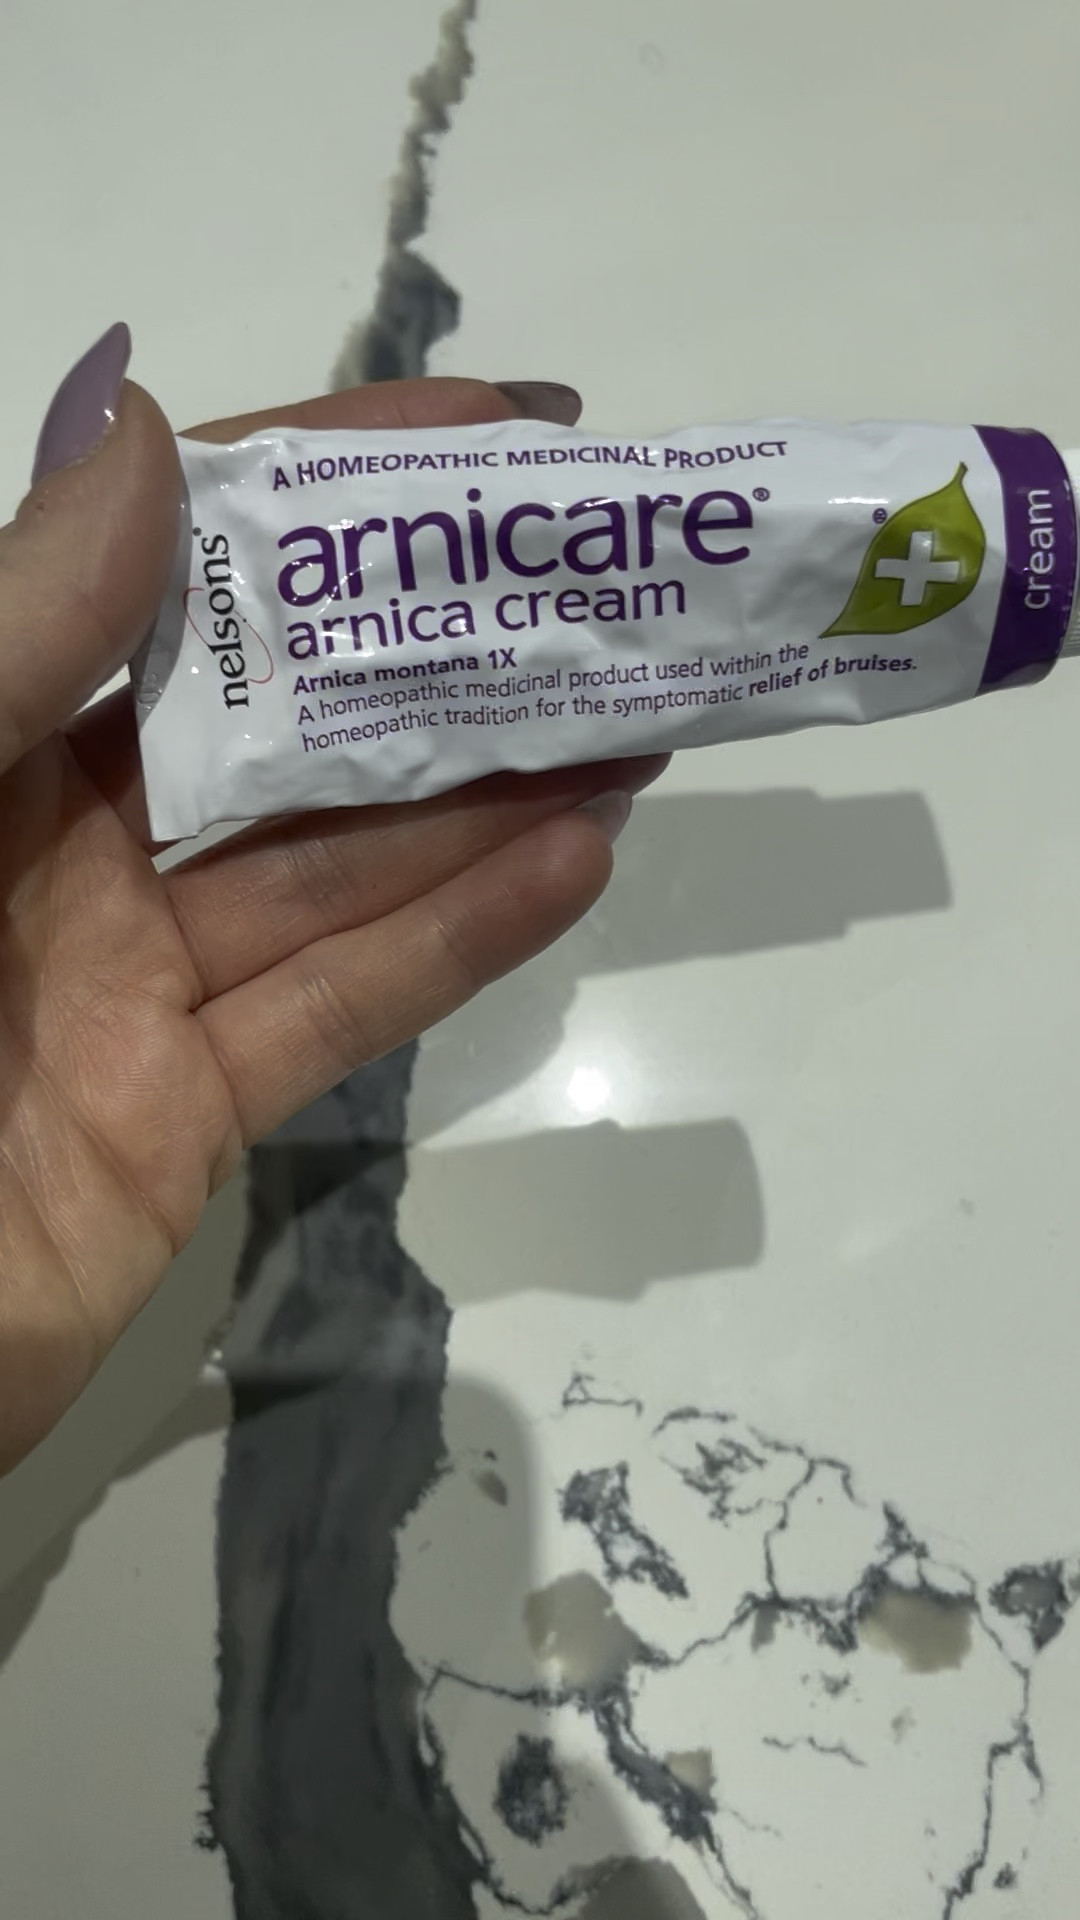 A HOMEOPATHIC MEDICINAL PRODUCT
nelsons®
arnicare®
arnica cream
Arnica montana 1X
A homeopathic medicinal product used within the
homeopathic tradition for the symptomatic relief of bruises.
®
cream